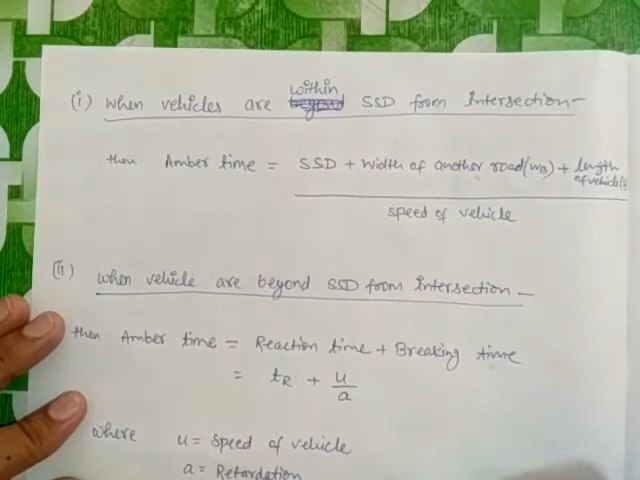 (i) When vehicles are within SSD from Intersection-
then Amber time = SSD + Width of another road (WB) + length of vehicle(s)
speed of vehicle
(ii) when vehicle are beyond SSD from intersection -
then Amber time = Reaction time + Breaking time
= tR + u/a
where u = speed of vehicle
a = Retardation